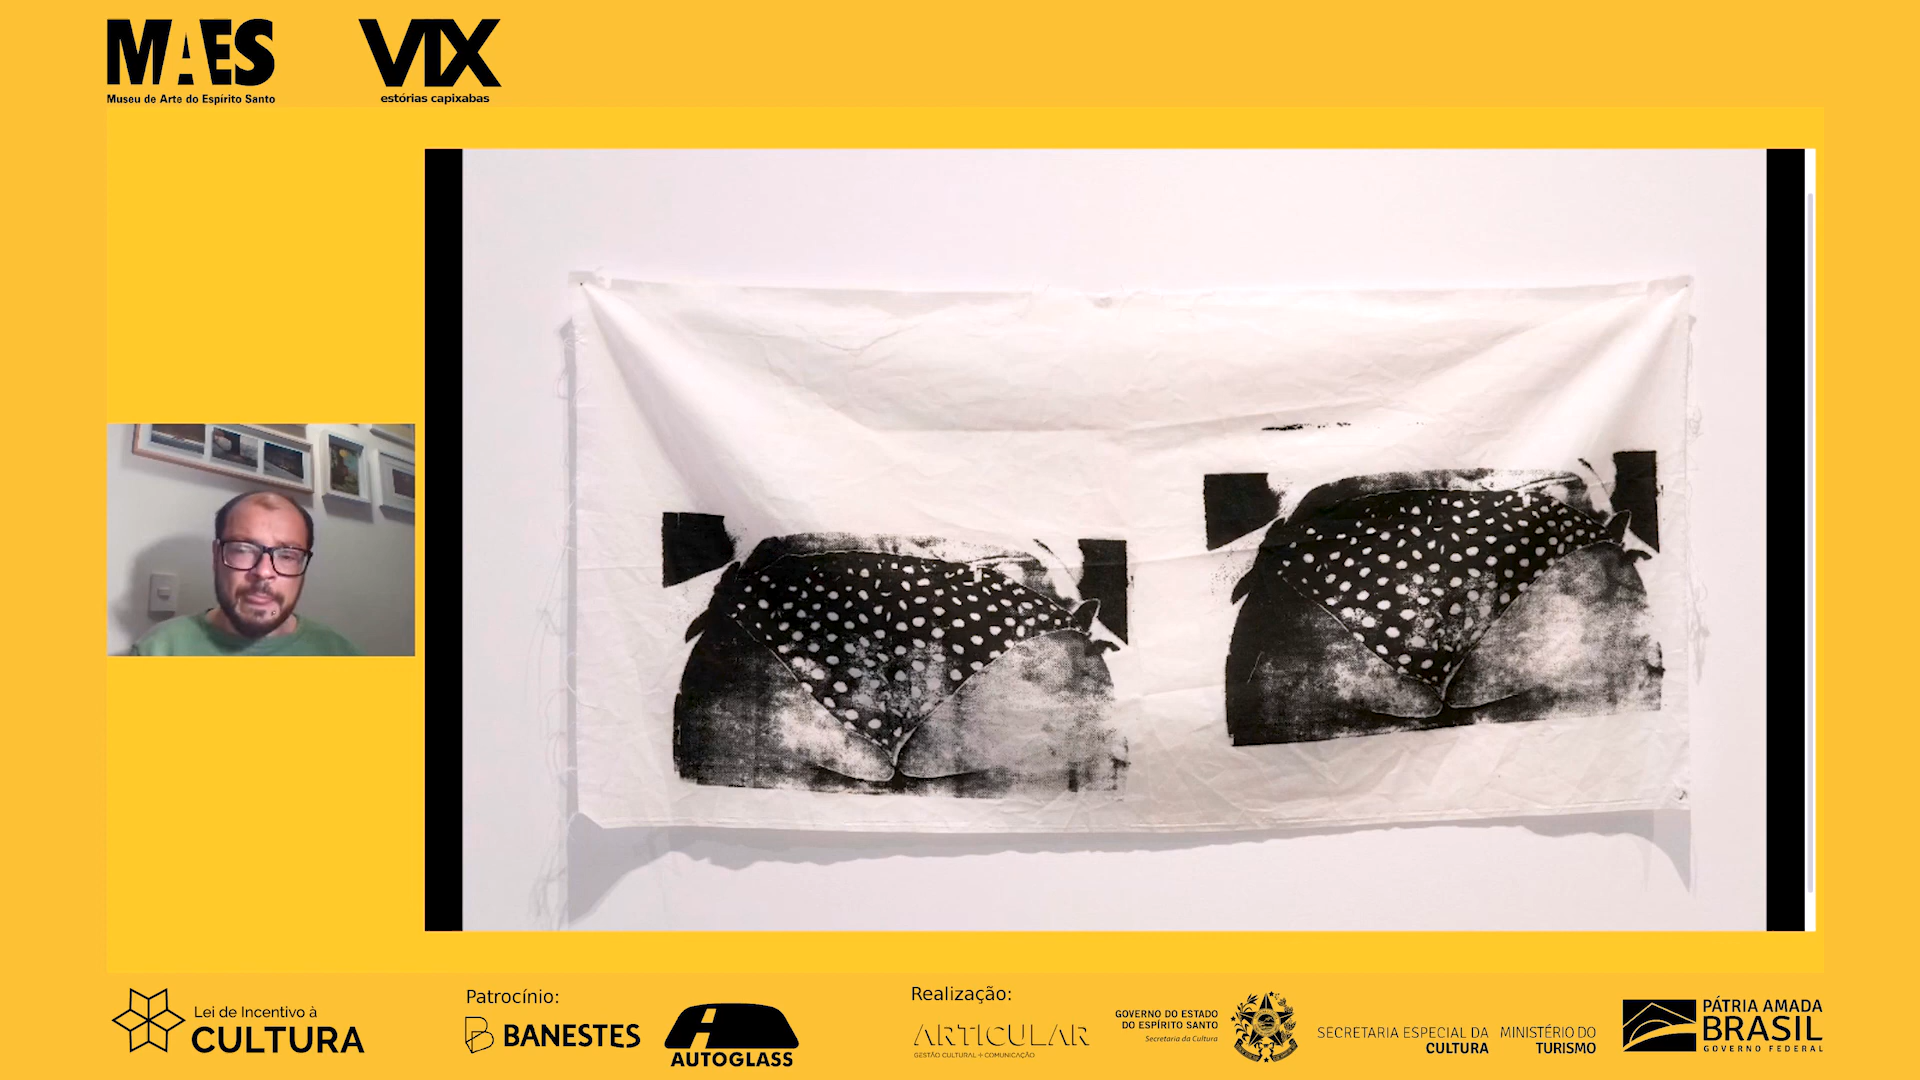 MAES
Museu de Arte do Espírito Santo
VIX
estórias capixabas
Lei de Incentivo à
CULTURA
Patrocínio:
BANESTES
AUTOGLASS
Realização:
ARTICULAR
GESTÃO CULTURAL + COMUNICAÇÃO
GOVERNO DO ESTADO
DO ESPÍRITO SANTO
Secretaria da Cultura
SECRETARIA ESPECIAL DA
CULTURA
MINISTÉRIO DO
TURISMO
PÁTRIA AMADA
BRASIL
GOVERNO FEDERAL